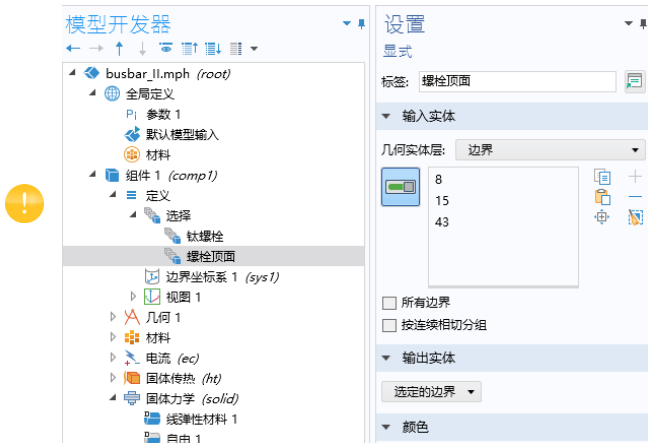 模型开发器
busbar_II.mph (root)
全局定义
Pi 参数 1
默认模型输入
材料
组件 1 (comp1)
定义
选择
钛螺栓
螺栓顶面
边界坐标系 1 (sys1)
视图 1
几何 1
材料
电流 (ec)
固体传热 (ht)
固体力学 (solid)
线弹性材料 1
自由 1
设置
显式
标签: 螺栓顶面
输入实体
几何实体层: 边界
8
15
43
所有边界
按连续相切分组
输出实体
选定的边界
颜色